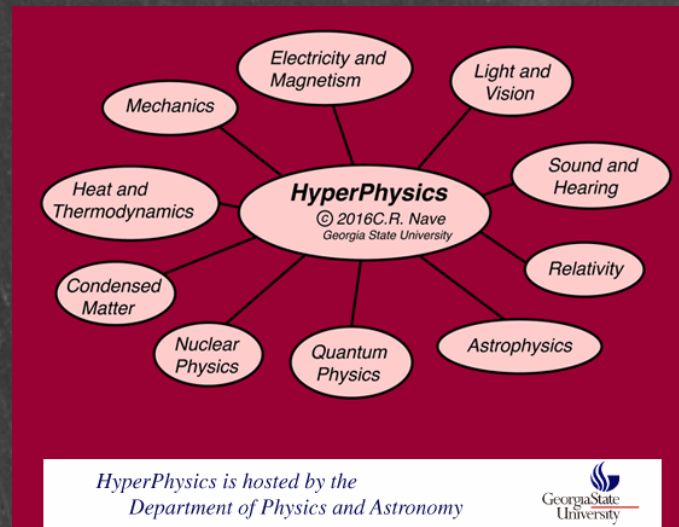 Electricity and
Magnetism
Light and
Vision
Mechanics
Sound and
Hearing
Heat and
Thermodynamics
HyperPhysics
© 2016C.R. Nave
Georgia State University
Relativity
Condensed
Matter
Nuclear
Physics
Quantum
Physics
Astrophysics
HyperPhysics is hosted by the
Department of Physics and Astronomy
GeorgiaState
University